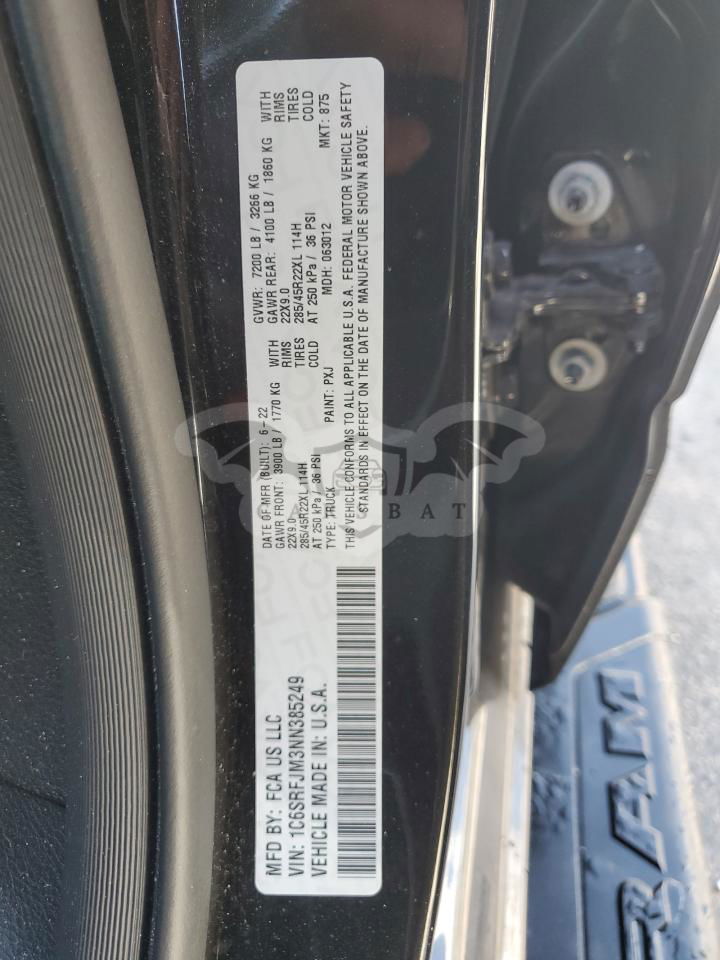 MFD BY: FCA US LLC
VIN: 1C6SRFJM3NN385249
VEHICLE MADE IN: U.S.A.
DATE OF MFR (BUILT): 6-22 GVWR: 7200 LB / 3266 KG
GAWR FRONT: 3900 LB / 1770 KG WITH GAWR REAR: 4100 LB / 1860 KG WITH
22X9.0 RIMS 22X9.0 RIMS
285/45R22XL 114H TIRES 285/45R22XL 114H TIRES
AT 250 kPa / 36 PSI COLD AT 250 kPa / 36 PSI COLD
TYPE: TRUCK PAINT: PXJ MDH: 063012 MKT: 875
THIS VEHICLE CONFORMS TO ALL APPLICABLE U.S.A. FEDERAL MOTOR VEHICLE SAFETY
STANDARDS IN EFFECT ON THE DATE OF MANUFACTURE SHOWN ABOVE.
RAM